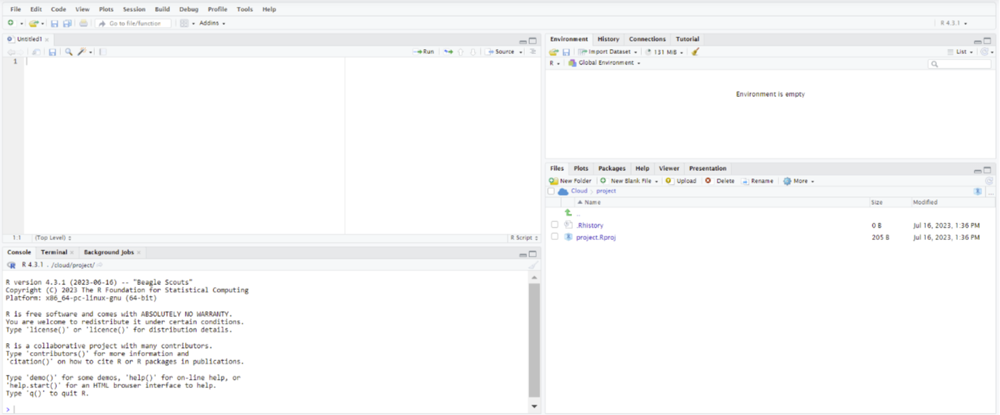 File Edit Code View Plots Session Build Debug Profile Tools Help
Go to file/function Addins R 4.3.1
Untitled1
Run Source
1
1:1 (Top Level) R Script
Console Terminal Background Jobs
R 4.3.1 . /cloud/project/
R version 4.3.1 (2023-06-16) -- "Beagle Scouts"
Copyright (C) 2023 The R Foundation for Statistical Computing
Platform: x86_64-pc-linux-gnu (64-bit)
R is free software and comes with ABSOLUTELY NO WARRANTY.
You are welcome to redistribute it under certain conditions.
Type 'license()' or 'licence()' for distribution details.
R is a collaborative project with many contributors.
Type 'contributors()' for more information and
'citation()' on how to cite R or R packages in publications.
Type 'demo()' for some demos, 'help()' for on-line help, or
'help.start()' for an HTML browser interface to help.
Type 'q()' to quit R.
>
Environment History Connections Tutorial
Import Dataset 131 MiB List
R Global Environment
Environment is empty
Files Plots Packages Help Viewer Presentation
New Folder New Blank File Upload Delete Rename More
Cloud project ...
Name Size Modified
..
.Rhistory 0 B Jul 16, 2023, 1:36 PM
project.Rproj 205 B Jul 16, 2023, 1:36 PM